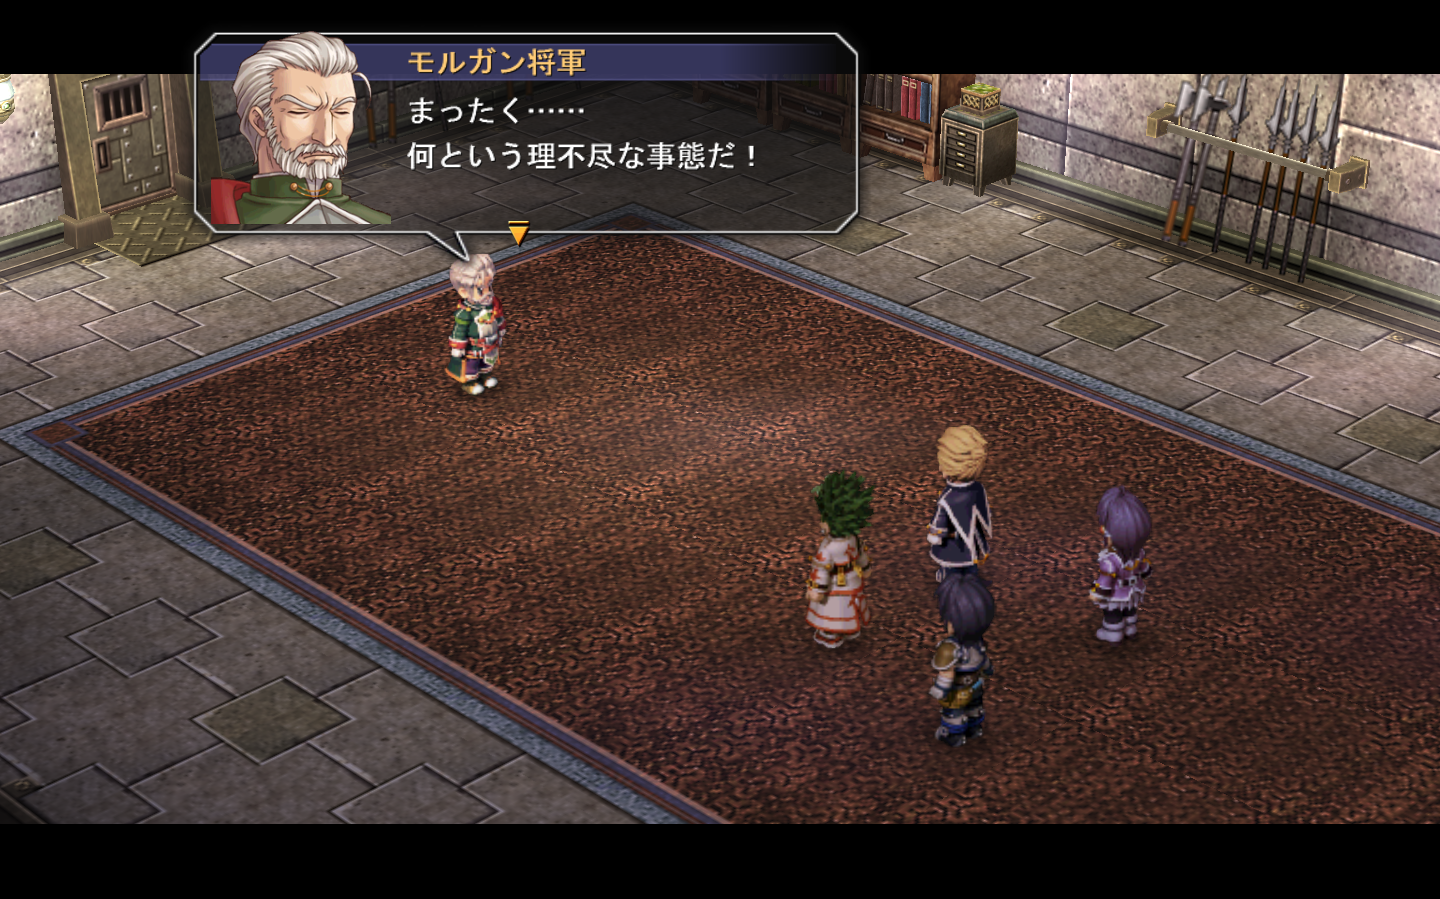 モルガン将軍
まったく……
何という理不尽な事態だ！